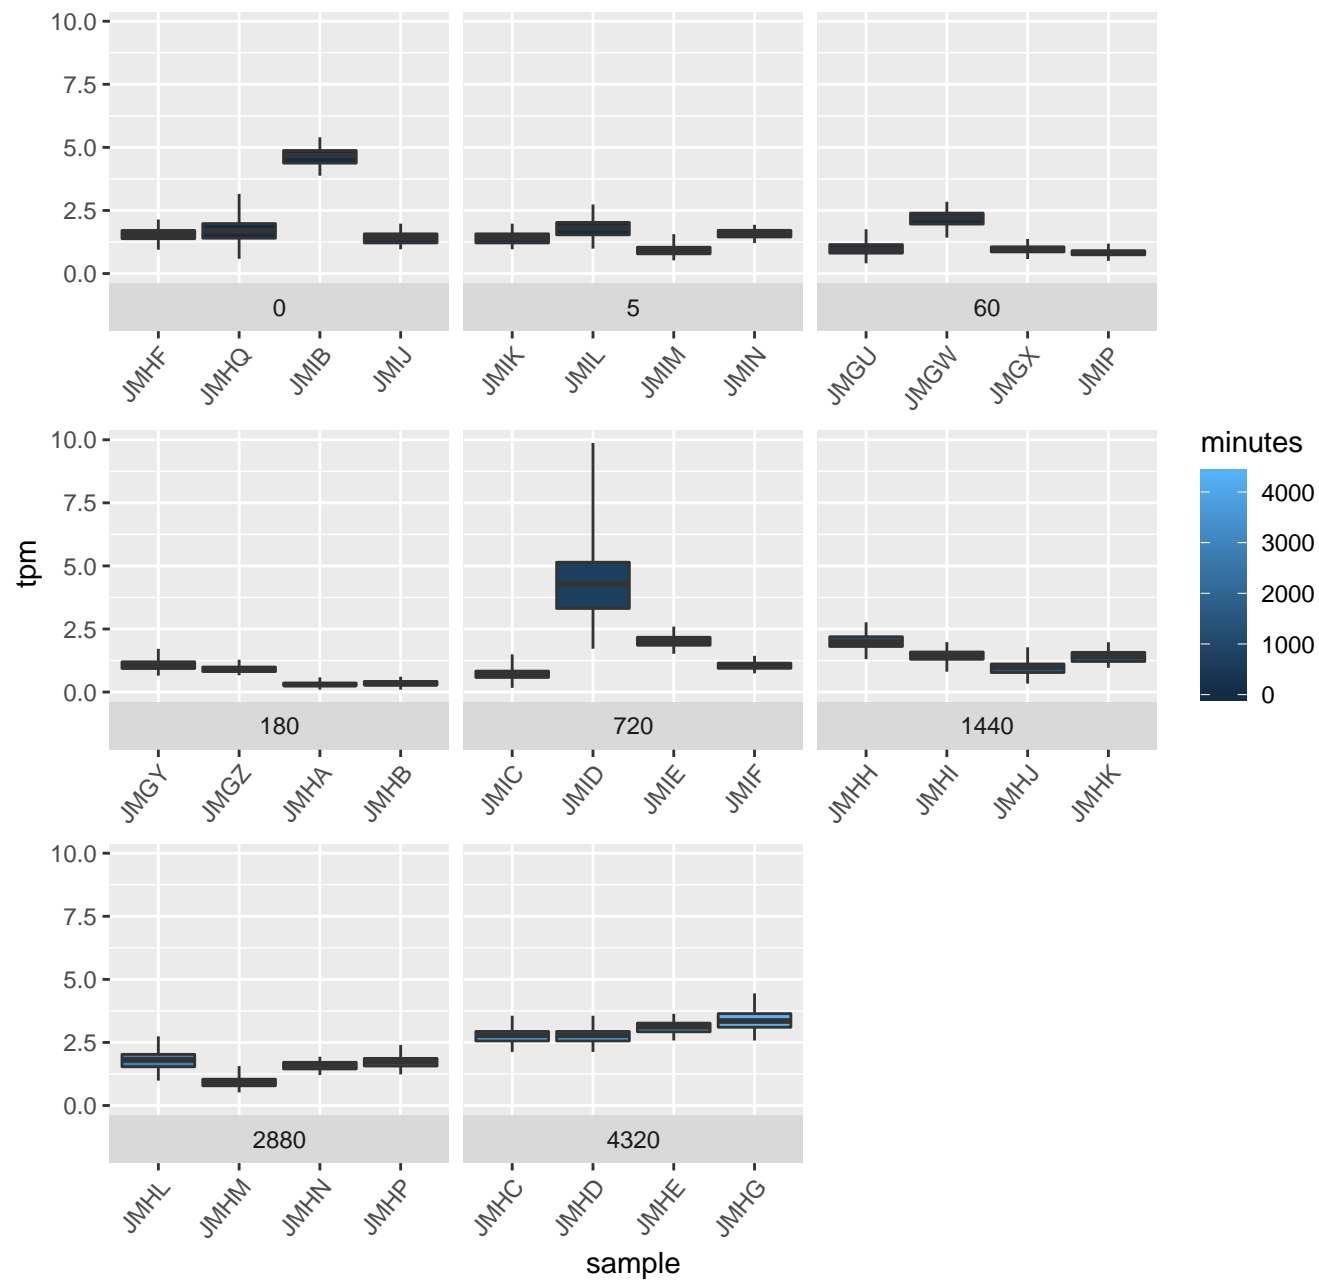 10.0
7.5
5.0
2.5
0.0
0 5 60
JMHF JMHQ JMIB JMIJ JMIK JMIL JMIM JMIN JMGU JMGW JMGX JMIP
10.0
7.5
5.0
2.5
0.0
180 720 1440
JMGY JMGZ JMHA JMHB JMIC JMID JMIE JMIF JMHH JMHI JMHJ JMHK
10.0
7.5
5.0
2.5
0.0
2880 4320
JMHL JMHM JMHN JMHP JMHC JMHD JMHE JMHG
tpm
sample
minutes
4000
3000
2000
1000
0